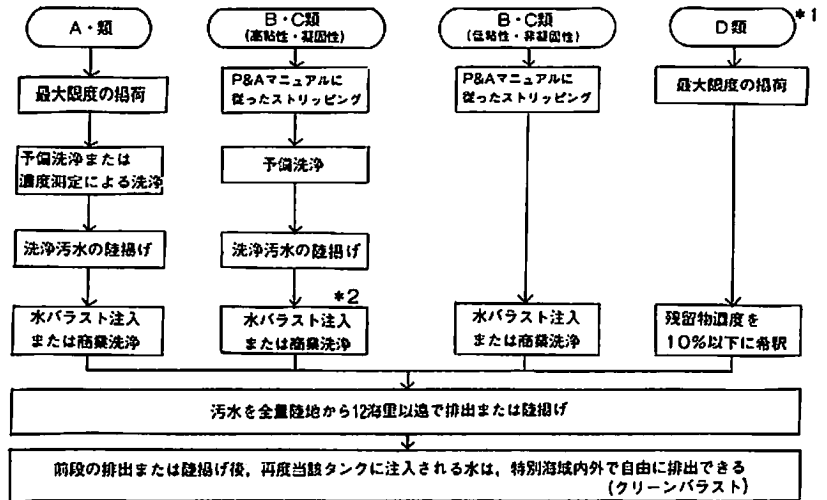 A・類
最大限度の揚荷
予備洗浄または
濃度測定による洗浄
洗浄汚水の陸揚げ
水バラスト注入
または商業洗浄
B・C類
(高粘性・凝固性)
P&Aマニュアルに
従ったストリッピング
予備洗浄
洗浄汚水の陸揚げ
*2
水バラスト注入
または商業洗浄
B・C類
(低粘性・非凝固性)
P&Aマニュアルに
従ったストリッピング
水バラスト注入
または商業洗浄
D類
*1
最大限度の揚荷
残留物濃度を
10%以下に希釈
汚水を全量陸地から12海里以遠で排出または陸揚げ
前段の排出または陸揚げ後，再度当該タンクに注入される水は，特別海域内外で自由に排出できる
(クリーンバラスト)